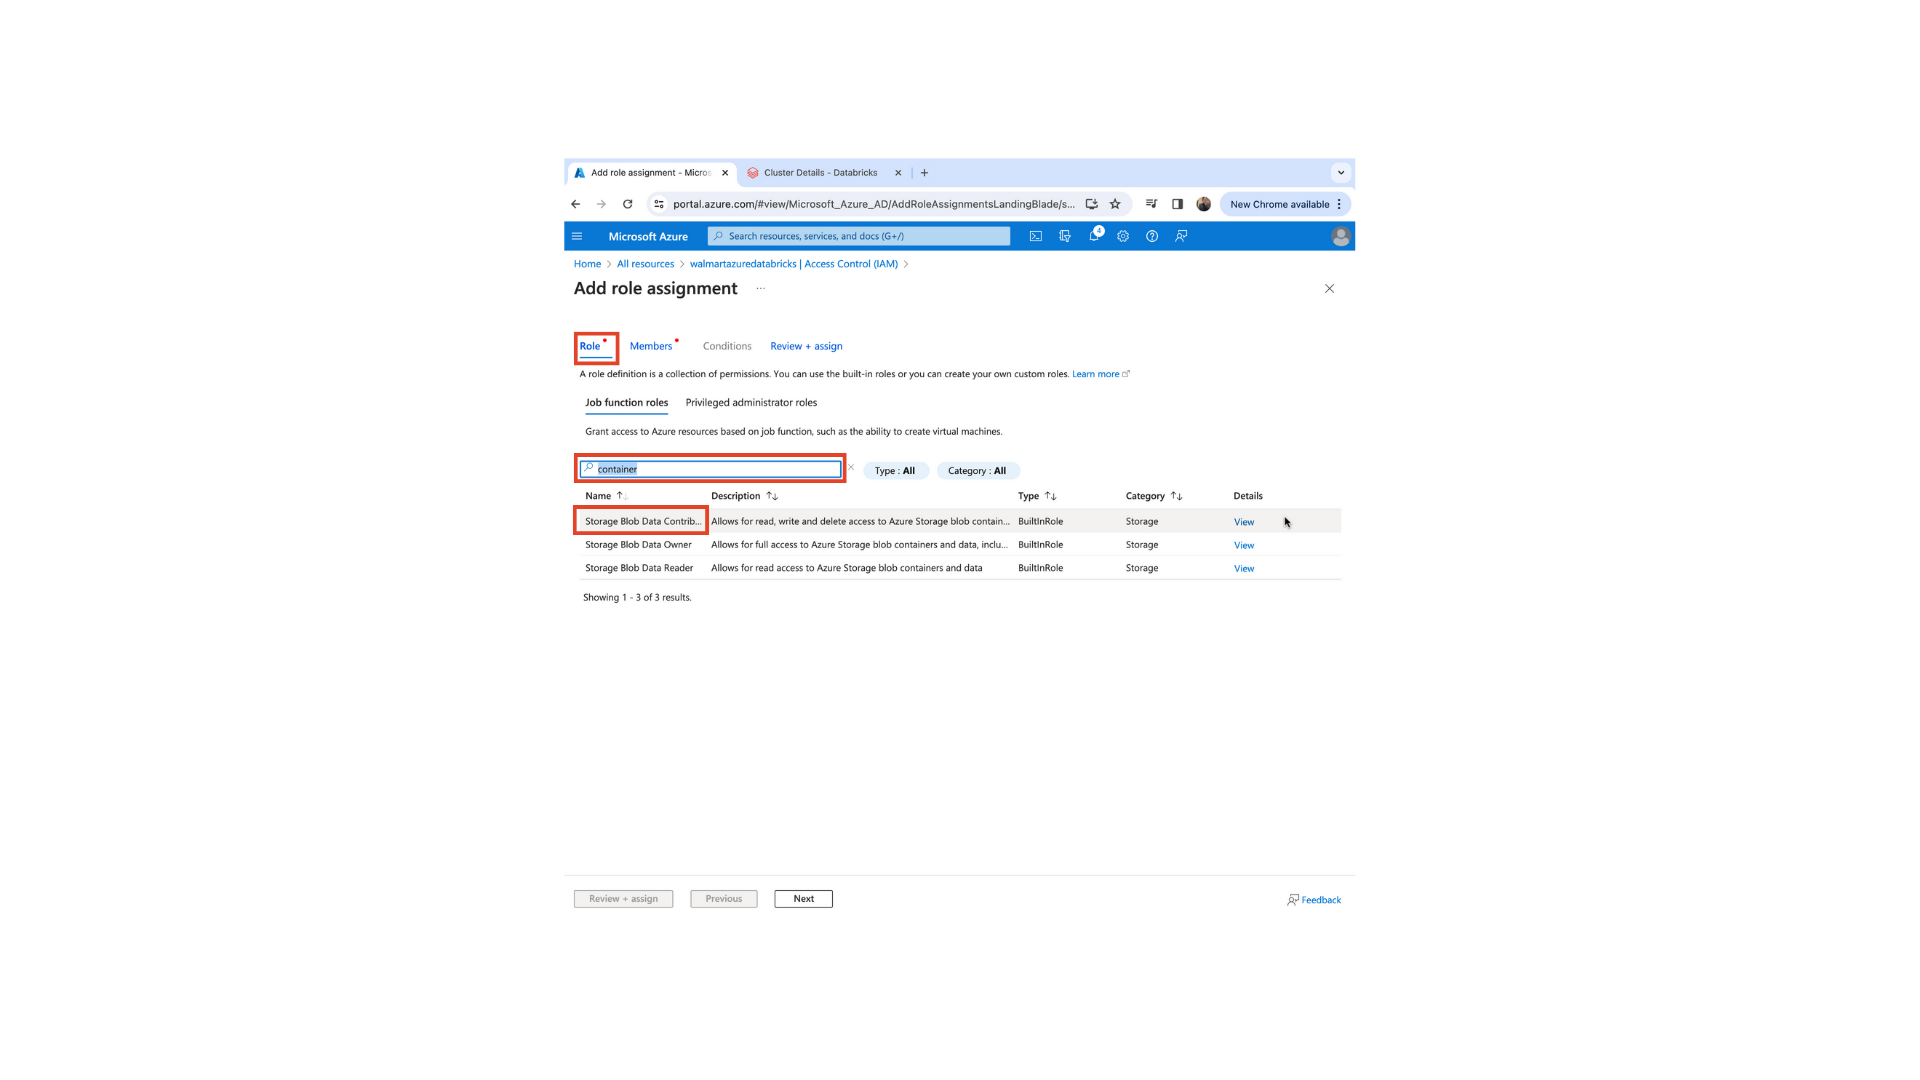 Add role assignment - Micros
Cluster Details - Databricks
portal.azure.com/#view/Microsoft_Azure_AD/AddRoleAssignmentsLandingBlade/s...
New Chrome available
Microsoft Azure
Search resources, services, and docs (G+/)
4
Home > All resources > walmartazuredatabricks | Access Control (IAM) >
Add role assignment ...
Role Members Conditions Review + assign
A role definition is a collection of permissions. You can use the built-in roles or you can create your own custom roles. Learn more
Job function roles Privileged administrator roles
Grant access to Azure resources based on job function, such as the ability to create virtual machines.
container
Type : All Category : All
Name Description Type Category Details
Storage Blob Data Contrib... Allows for read, write and delete access to Azure Storage blob contain... BuiltInRole Storage View
Storage Blob Data Owner Allows for full access to Azure Storage blob containers and data, inclu... BuiltInRole Storage View
Storage Blob Data Reader Allows for read access to Azure Storage blob containers and data BuiltInRole Storage View
Showing 1 - 3 of 3 results.
Review + assign Previous Next Feedback